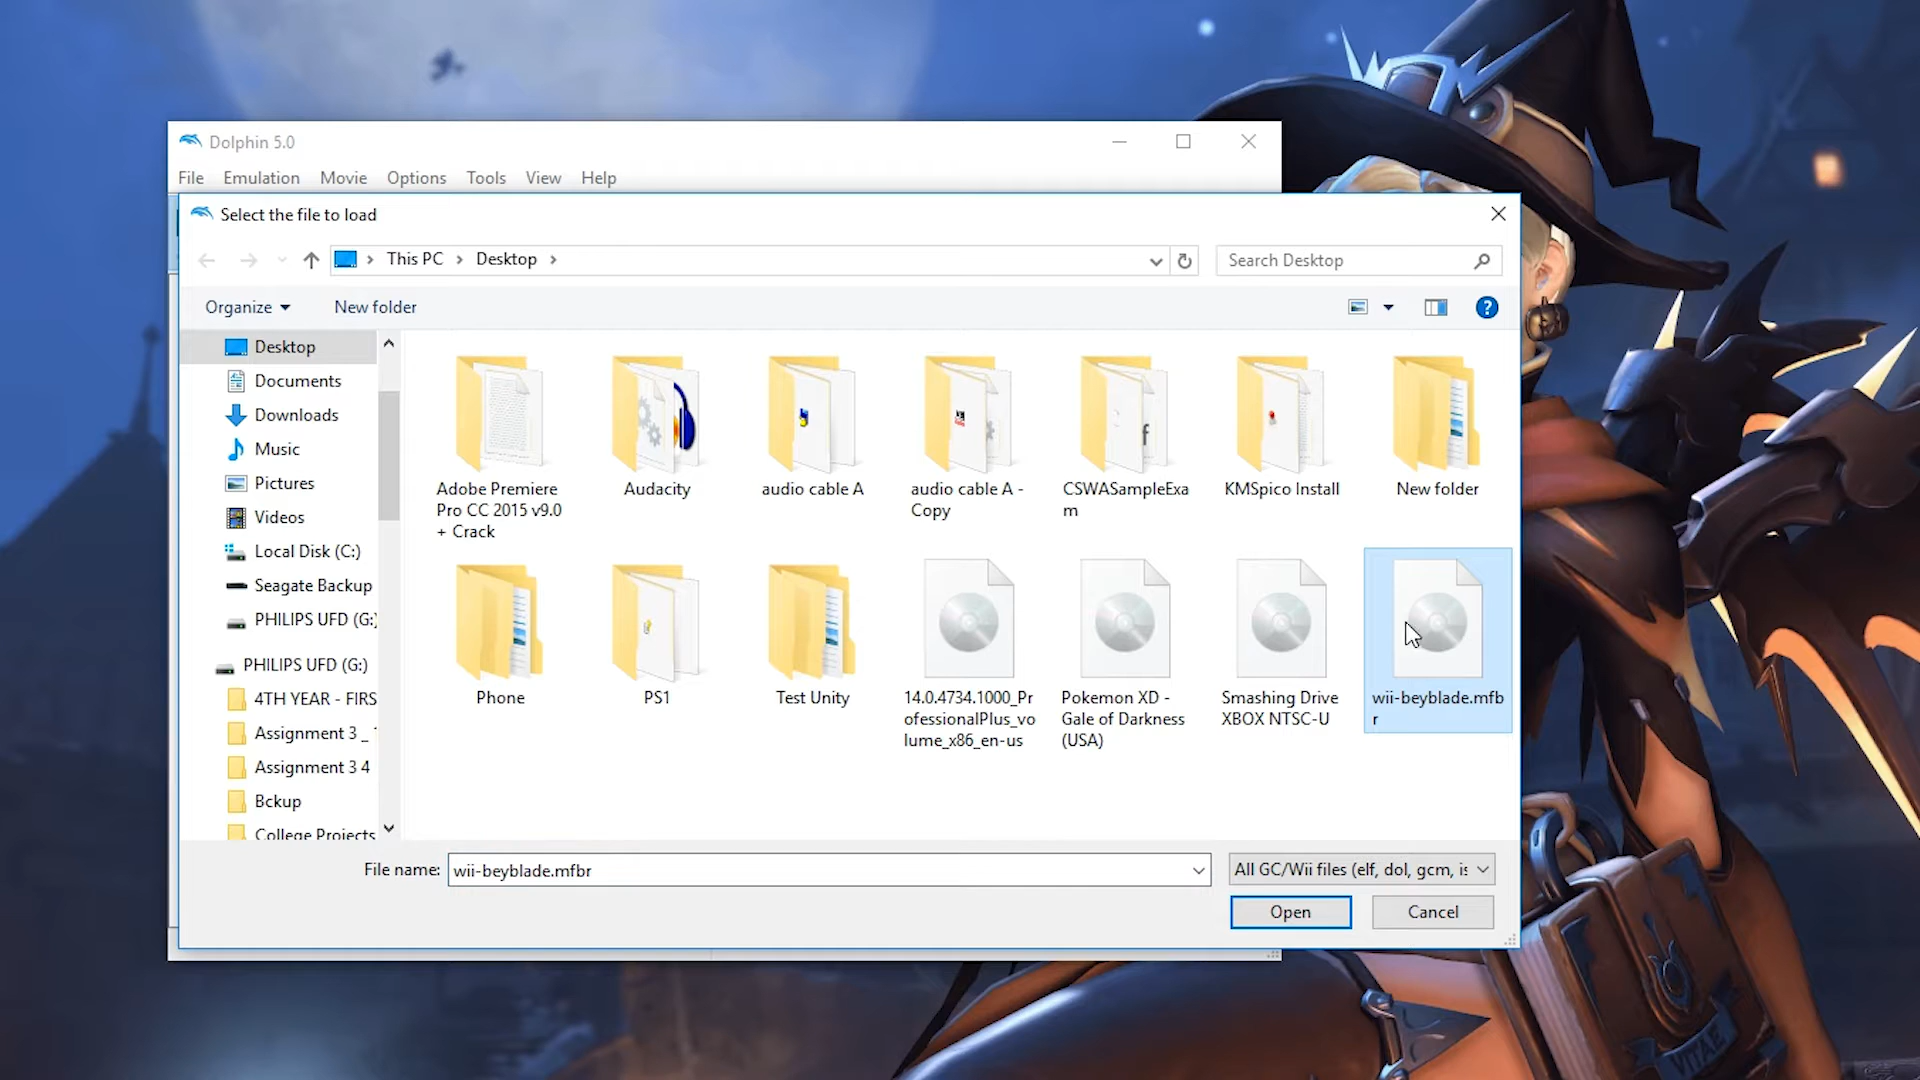 Dolphin 5.0
File Emulation Movie Options Tools View Help
Select the file to load
This PC Desktop
Search Desktop
Organize New folder
Desktop
Documents
Downloads
Music
Pictures
Videos
Local Disk (C:)
Seagate Backup
PHILIPS UFD (G:)
PHILIPS UFD (G:)
4TH YEAR - FIRS
Assignment 3 _
Assignment 3 4
Bckup
College Projects
Adobe Premiere
Pro CC 2015 v9.0
+ Crack
Audacity
audio cable A
audio cable A -
Copy
CSWASampleExa
m
KMSpico Install
New folder
Phone
PS1
Test Unity
14.0.4734.1000_Pr
ofessionalPlus_vo
lume_x86_en-us
Pokemon XD -
Gale of Darkness
(USA)
Smashing Drive
XBOX NTSC-U
wii-beyblade.mfb
r
File name: wii-beyblade.mfbr
All GC/Wii files (elf, dol, gcm, is
Open Cancel
VITAE